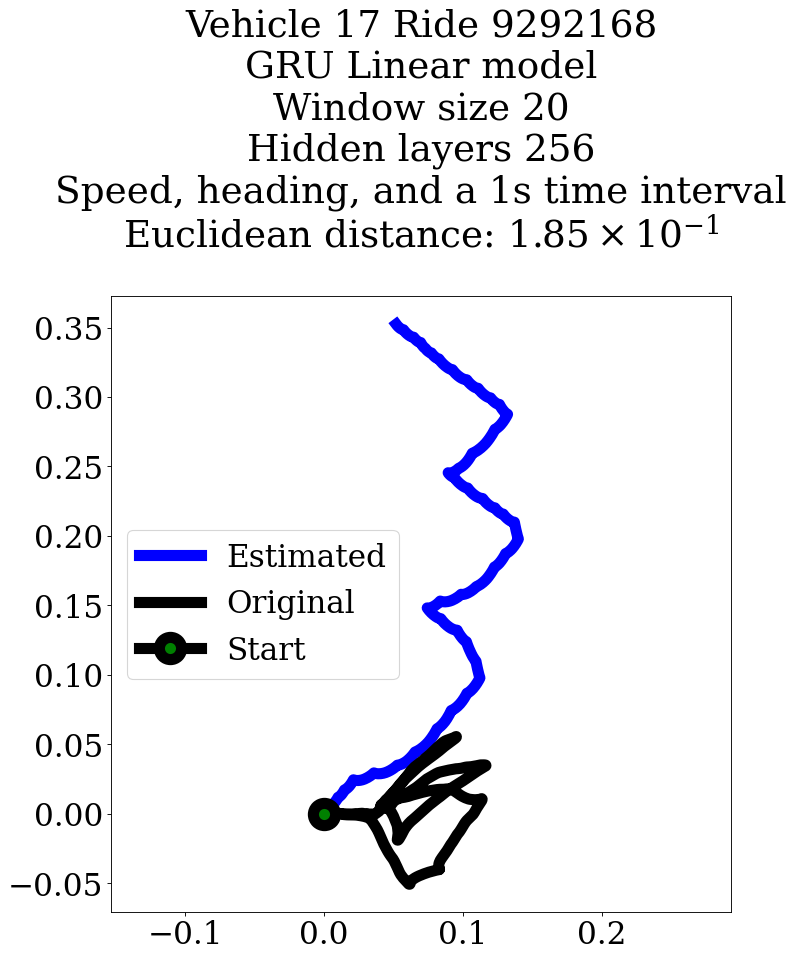 Vehicle 17 Ride 9292168
GRU Linear model
Window size 20
Hidden layers 256
Speed, heading, and a 1s time interval
Euclidean distance: 1.85 × 10⁻¹
0.35
0.30
0.25
0.20
0.15
0.10
0.05
0.00
−0.05
Estimated
Original
Start
−0.1 0.0 0.1 0.2